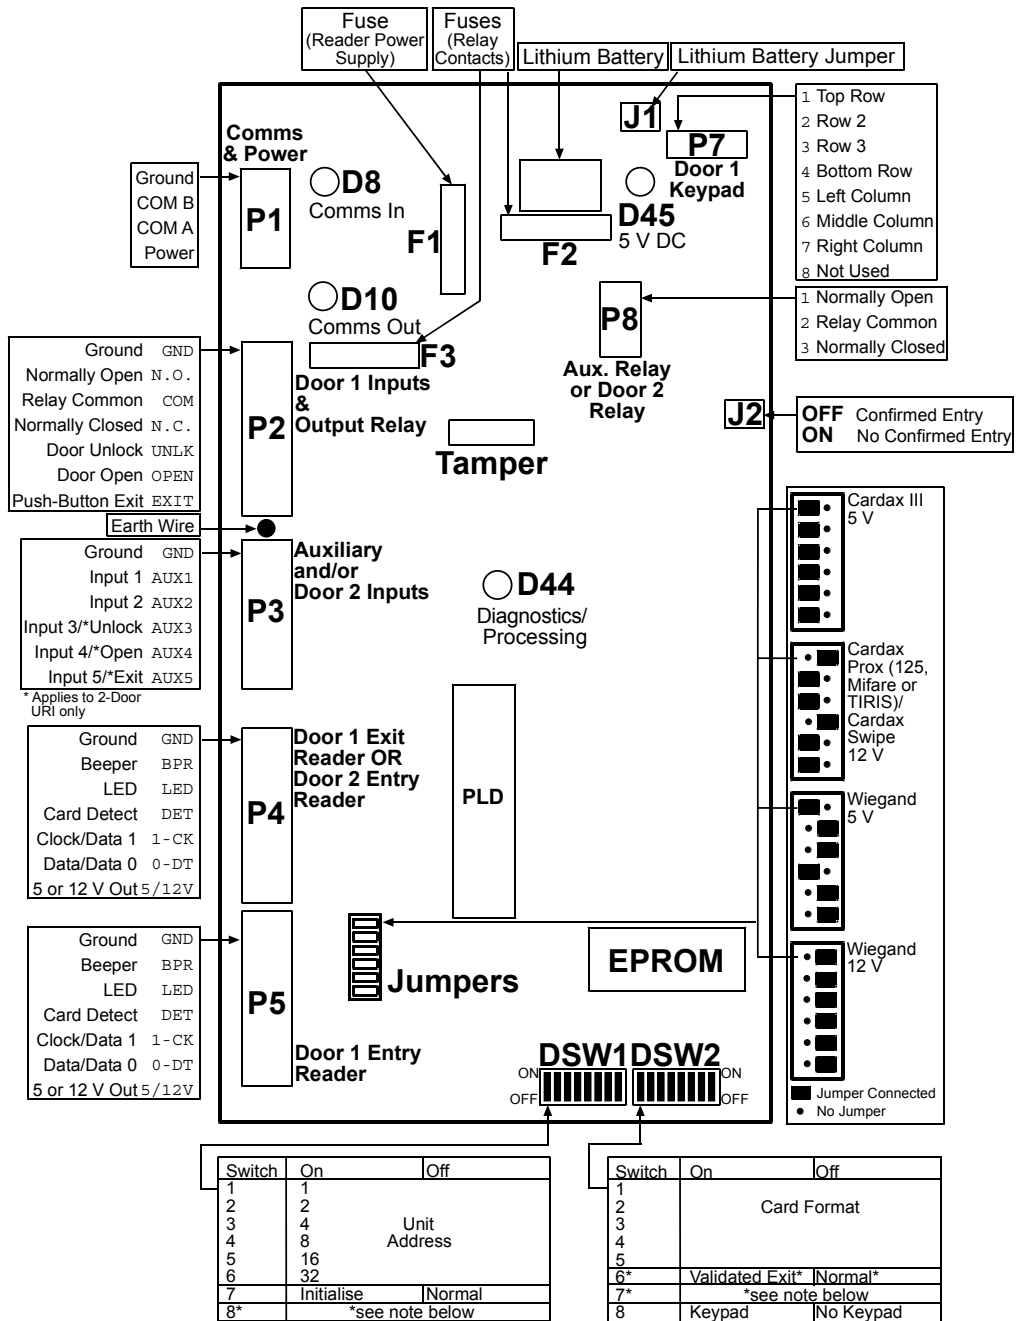 Fuse
(Reader Power
Supply)
Fuses
(Relay
Contacts)
Lithium Battery
Lithium Battery Jumper
Comms
& Power
Ground
COM B
COM A
Power
P1
D8
Comms In
D10
Comms Out
F1
F2
F3
J1
P7
Door 1
Keypad
D45
5 V DC
1 Top Row
2 Row 2
3 Row 3
4 Bottom Row
5 Left Column
6 Middle Column
7 Right Column
8 Not Used
P8
Aux. Relay
or Door 2
Relay
1 Normally Open
2 Relay Common
3 Normally Closed
J2
OFF Confirmed Entry
ON No Confirmed Entry
Ground GND
Normally Open N.O.
Relay Common COM
Normally Closed N.C.
Door Unlock UNLK
Door Open OPEN
Push-Button Exit EXIT
P2
Door 1 Inputs
&
Output Relay
Tamper
Earth Wire
Ground GND
Input 1 AUX1
Input 2 AUX2
Input 3/*Unlock AUX3
Input 4/*Open AUX4
Input 5/*Exit AUX5
* Applies to 2-Door
URI only
P3
Auxiliary
and/or
Door 2 Inputs
D44
Diagnostics/
Processing
Ground GND
Beeper BPR
LED LED
Card Detect DET
Clock/Data 1 1-CK
Data/Data 0 0-DT
5 or 12 V Out 5/12V
P4
Door 1 Exit
Reader OR
Door 2 Entry
Reader
PLD
Ground GND
Beeper BPR
LED LED
Card Detect DET
Clock/Data 1 1-CK
Data/Data 0 0-DT
5 or 12 V Out 5/12V
P5
Door 1 Entry
Reader
Jumpers
EPROM
Cardax III
5 V
Cardax
Prox (125,
Mifare or
TIRIS)/
Cardax
Swipe
12 V
Wiegand
5 V
Wiegand
12 V
Jumper Connected
No Jumper
DSW1
DSW2
ON
OFF
ON
OFF
Switch On Off
1 1
2 2
3 4 Unit
4 8 Address
5 16
6 32
7 Initialise Normal
8* *see note below
Switch On Off
1
2 Card Format
3
4
5
6* Validated Exit* Normal*
7* *see note below
8 Keypad No Keypad